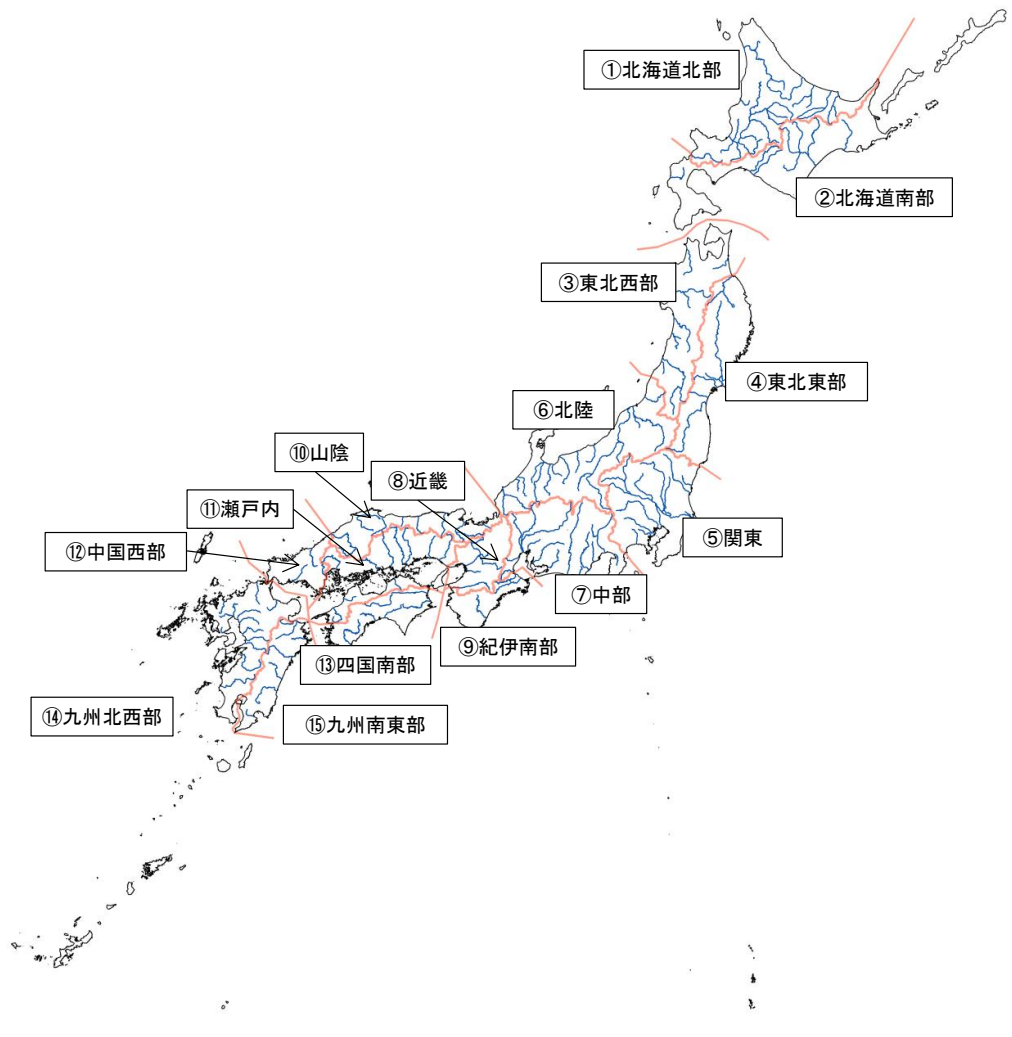 ①北海道北部
②北海道南部
③東北西部
④東北東部
⑥北陸
⑩山陰
⑧近畿
⑪瀬戸内
⑤関東
⑫中国西部
⑦中部
⑨紀伊南部
⑬四国南部
⑭九州北西部
⑮九州南東部